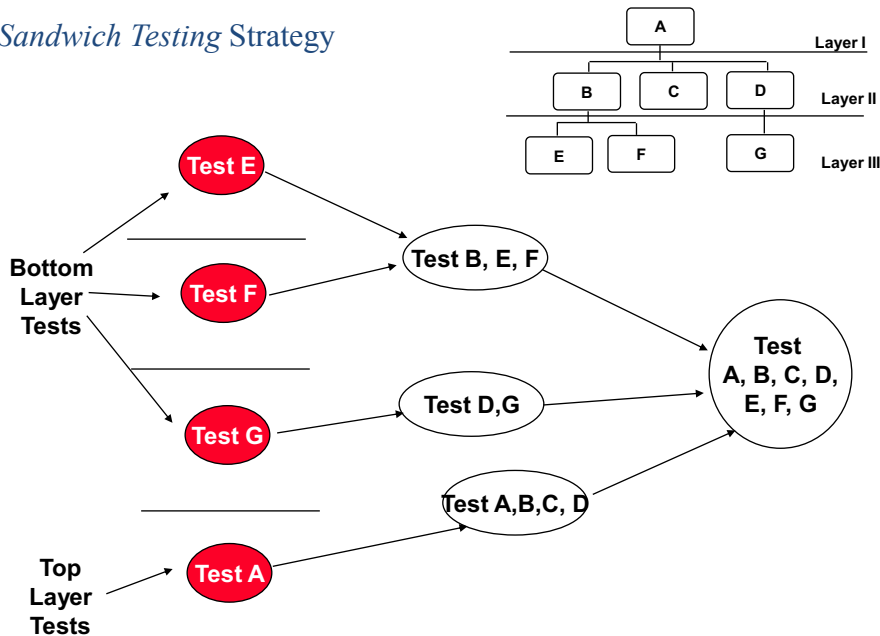 Sandwich Testing Strategy
A
Layer I
B
C
D
Layer II
E
F
G
Layer III
Test E
Bottom
Layer
Tests
Test F
Test B, E, F
Test G
Test D,G
Test
A, B, C, D,
E, F, G
Test A,B,C, D
Top
Layer
Tests
Test A